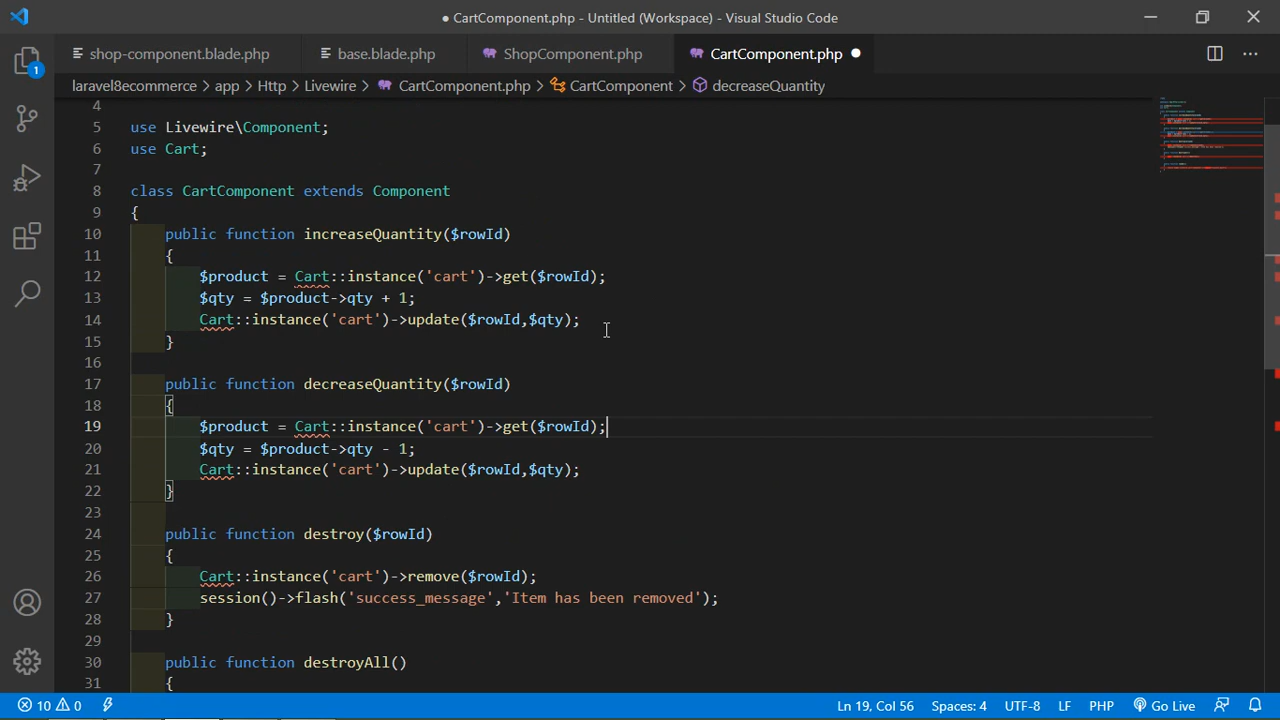 ● CartComponent.php - Untitled (Workspace) - Visual Studio Code
shop-component.blade.php base.blade.php ShopComponent.php CartComponent.php
laravel8ecommerce > app > Http > Livewire > CartComponent.php > CartComponent > decreaseQuantity
1
4
5 use Livewire\Component;
6 use Cart;
7
8 class CartComponent extends Component
9 {
10 public function increaseQuantity($rowId)
11 {
12 $product = Cart::instance('cart')->get($rowId);
13 $qty = $product->qty + 1;
14 Cart::instance('cart')->update($rowId,$qty);
15 }
16
17 public function decreaseQuantity($rowId)
18 {
19 $product = Cart::instance('cart')->get($rowId);
20 $qty = $product->qty - 1;
21 Cart::instance('cart')->update($rowId,$qty);
22 }
23
24 public function destroy($rowId)
25 {
26 Cart::instance('cart')->remove($rowId);
27 session()->flash('success_message','Item has been removed');
28 }
29
30 public function destroyAll()
31 {
10 0 Ln 19, Col 56 Spaces: 4 UTF-8 LF PHP Go Live